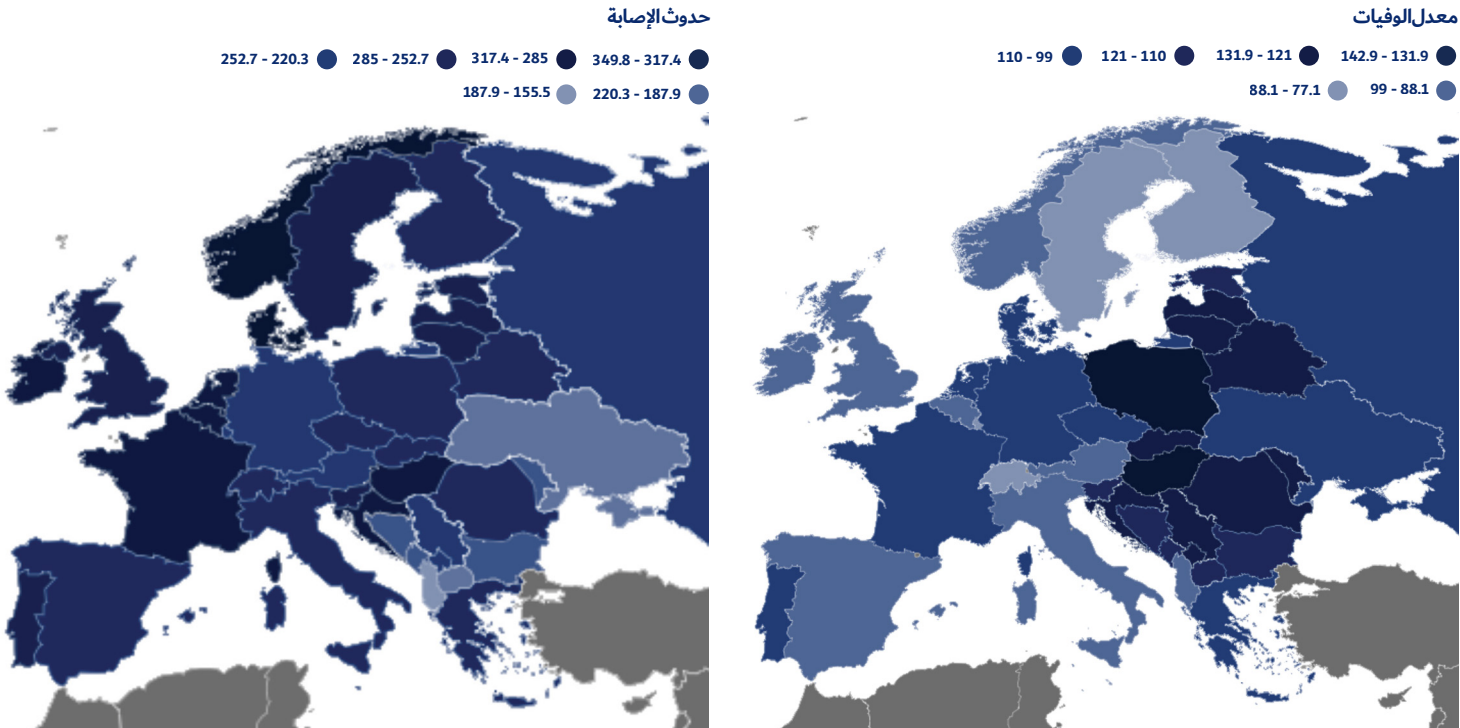 معدل الوفيات
142.9 - 131.9
131.9 - 121
121 - 110
110 - 99
99 - 88.1
88.1 - 77.1
حدوث الإصابة
349.8 - 317.4
317.4 - 285
285 - 252.7
252.7 - 220.3
220.3 - 187.9
187.9 - 155.5